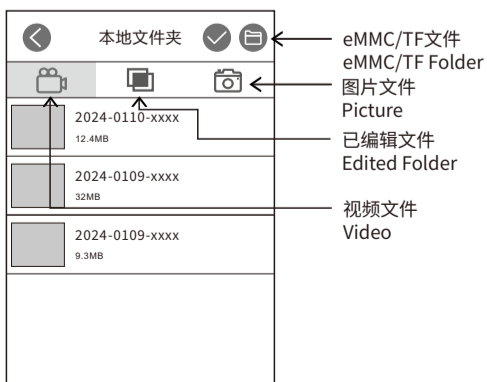 本地文件夹
eMMC/TF文件
eMMC/TF Folder
图片文件
Picture
已编辑文件
Edited Folder
视频文件
Video
2024-0110-xxxx
12.4MB
2024-0109-xxxx
32MB
2024-0109-xxxx
9.3MB